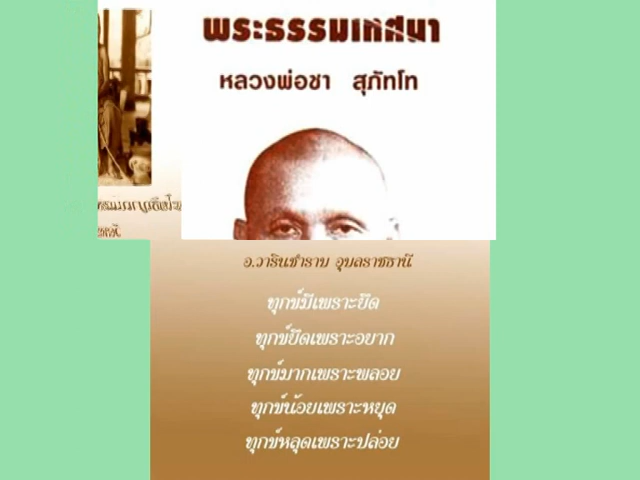 พระธรรมเทศนา
หลวงพ่อชา สุภัทโท
อ.วารินชำราบ อุบลราชธานี
ทุกข์มีเพราะยึด
ทุกข์ยึดเพราะอยาก
ทุกข์มากเพราะพลอย
ทุกข์น้อยเพราะหยุด
ทุกข์หลุดเพราะปล่อย